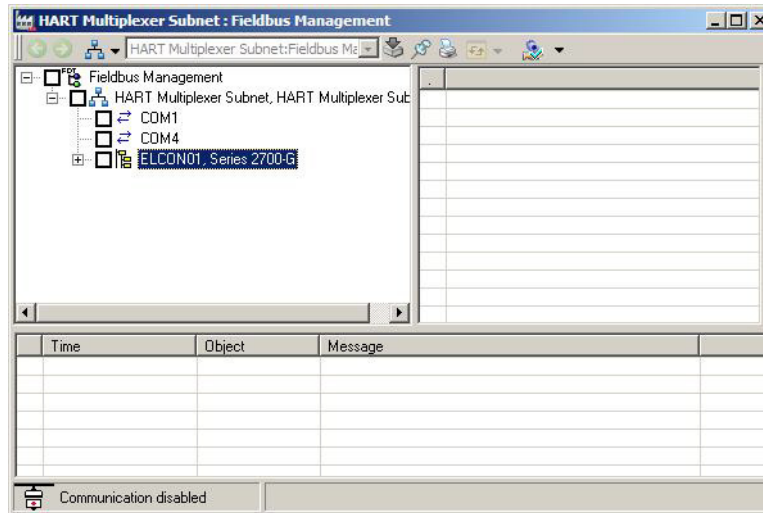 HART Multiplexer Subnet : Fieldbus Management
HART Multiplexer Subnet:Fieldbus Ma
FDT Fieldbus Management
HART Multiplexer Subnet, HART Multiplexer Sub
COM1
COM4
ELCON01, Series 2700-G
.
Time Object Message
Communication disabled